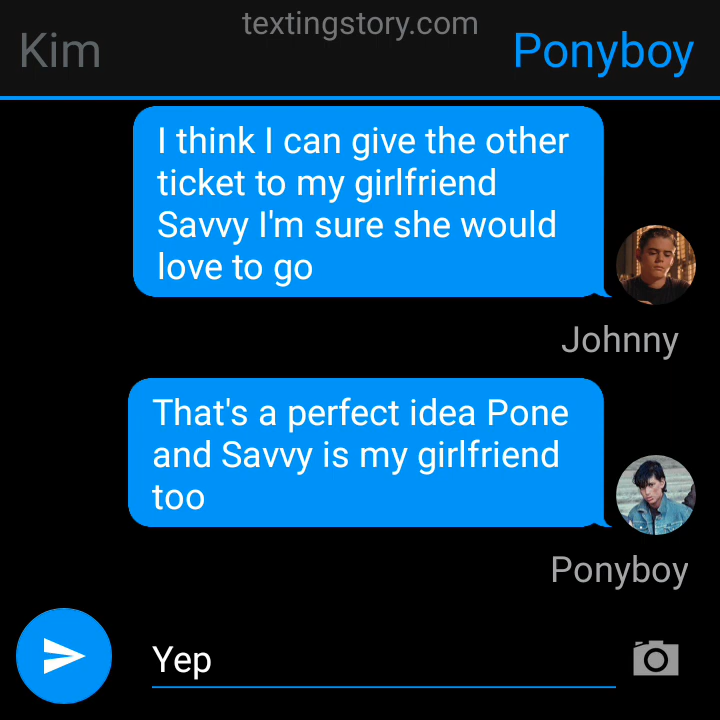 textingstory.com
Kim
Ponyboy
I think I can give the other
ticket to my girlfriend
Savvy I'm sure she would
love to go
Johnny
That's a perfect idea Pone
and Savvy is my girlfriend
too
Ponyboy
Yep